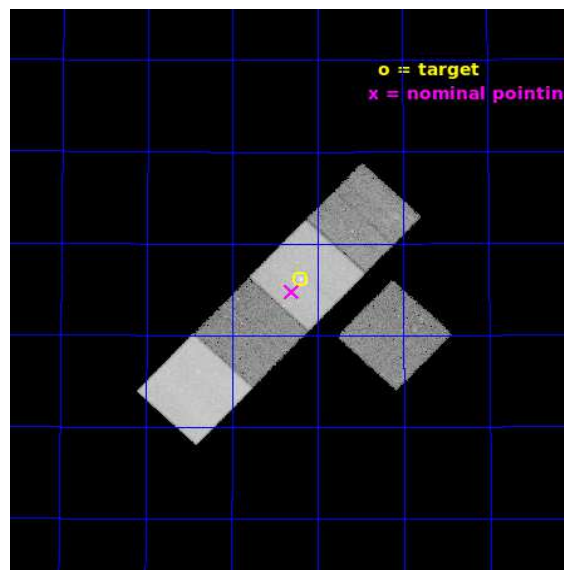 o = target
x = nominal pointin